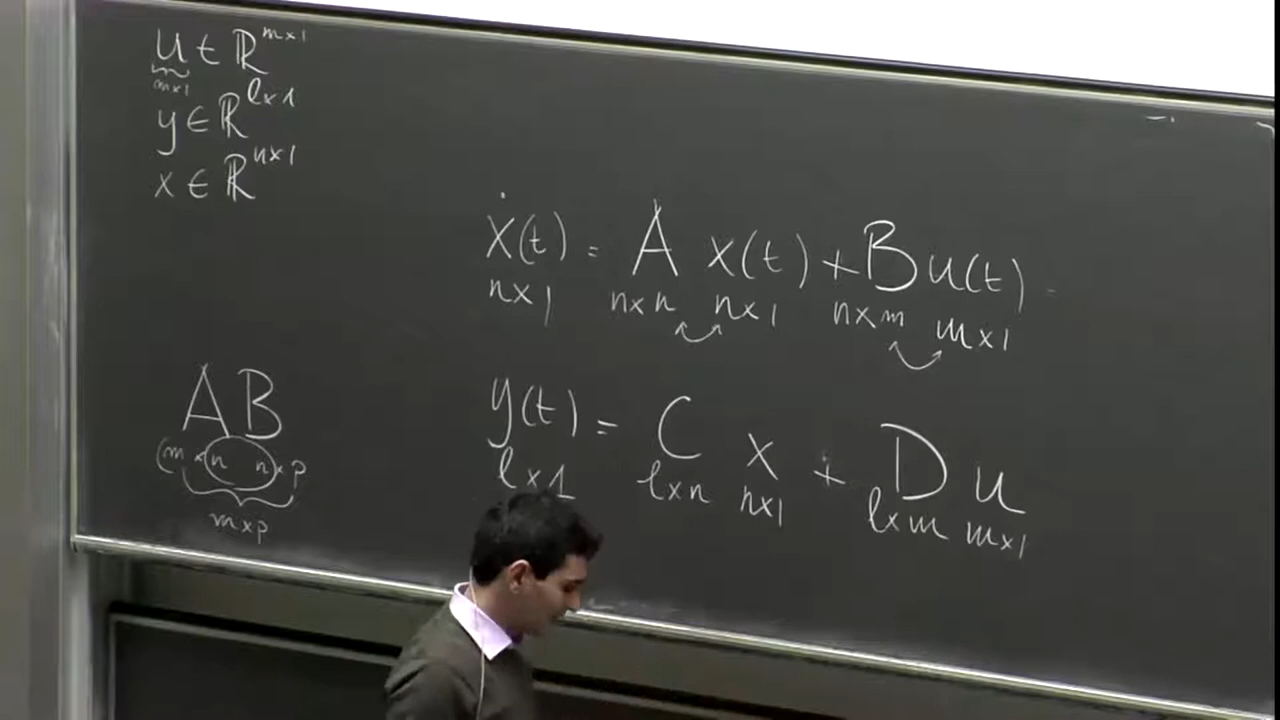 u ∈ ℝ^{m×1}
m×1
y ∈ ℝ^{l×1}
x ∈ ℝ^{n×1}
ẋ(t) = A x(t) + B u(t)
n×1 n×n n×1 n×m m×1
AB
(m × n n × p
m×p
y(t) = C x + D u
l×1 l×n n×1 l×m m×1